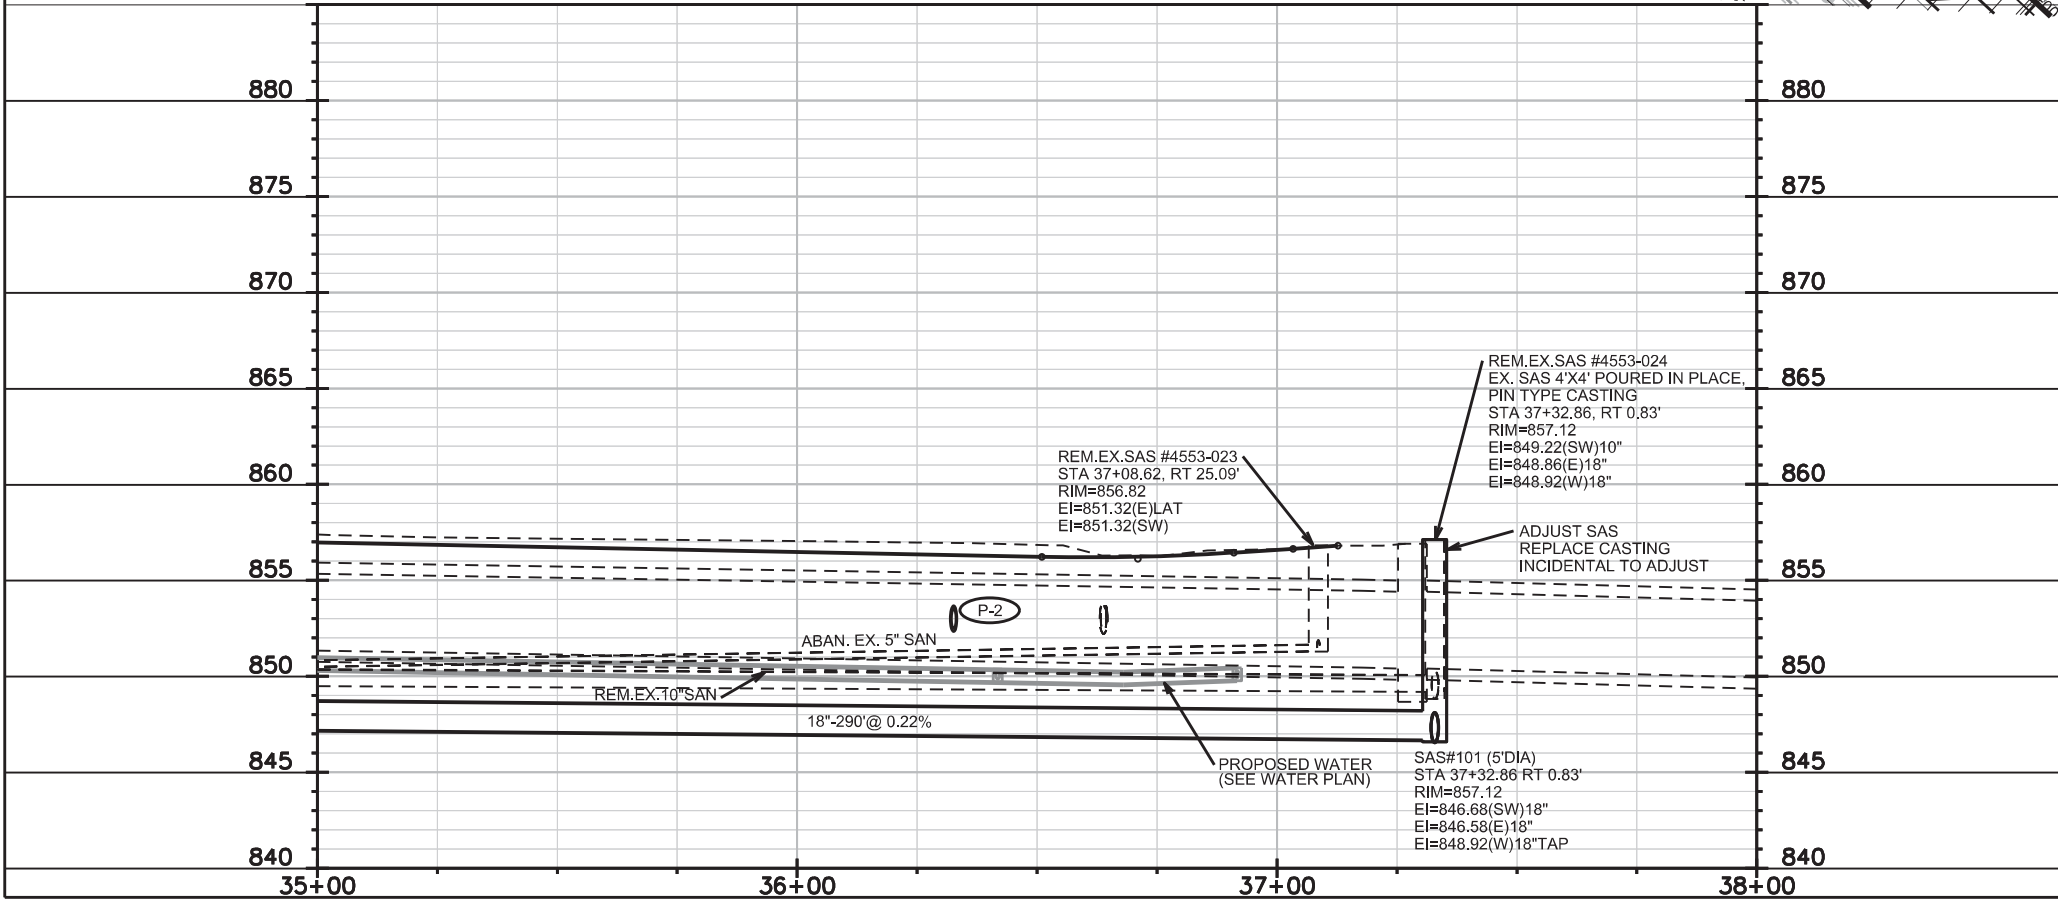 880
880
875
875
870
870
865
865
860
860
855
855
850
850
845
845
840
840
35+00
36+00
37+00
38+00
REM.EX.SAS #4553-024
EX. SAS 4'X4' POURED IN PLACE,
PIN TYPE CASTING
STA 37+32.86, RT 0.83'
RIM=857.12
EI=849.22(SW)10"
EI=848.86(E)18"
EI=848.92(W)18"
REM.EX.SAS #4553-023
STA 37+08.62, RT 25.09'
RIM=856.82
EI=851.32(E)LAT
EI=851.32(SW)
ADJUST SAS
REPLACE CASTING
INCIDENTAL TO ADJUST
P-2
ABAN. EX. 5" SAN
REM.EX.10"SAN
18"-290'@ 0.22%
PROPOSED WATER
(SEE WATER PLAN)
SAS#101 (5'DIA)
STA 37+32.86 RT 0.83'
RIM=857.12
EI=846.68(SW)18"
EI=846.58(E)18"
EI=848.92(W)18"TAP